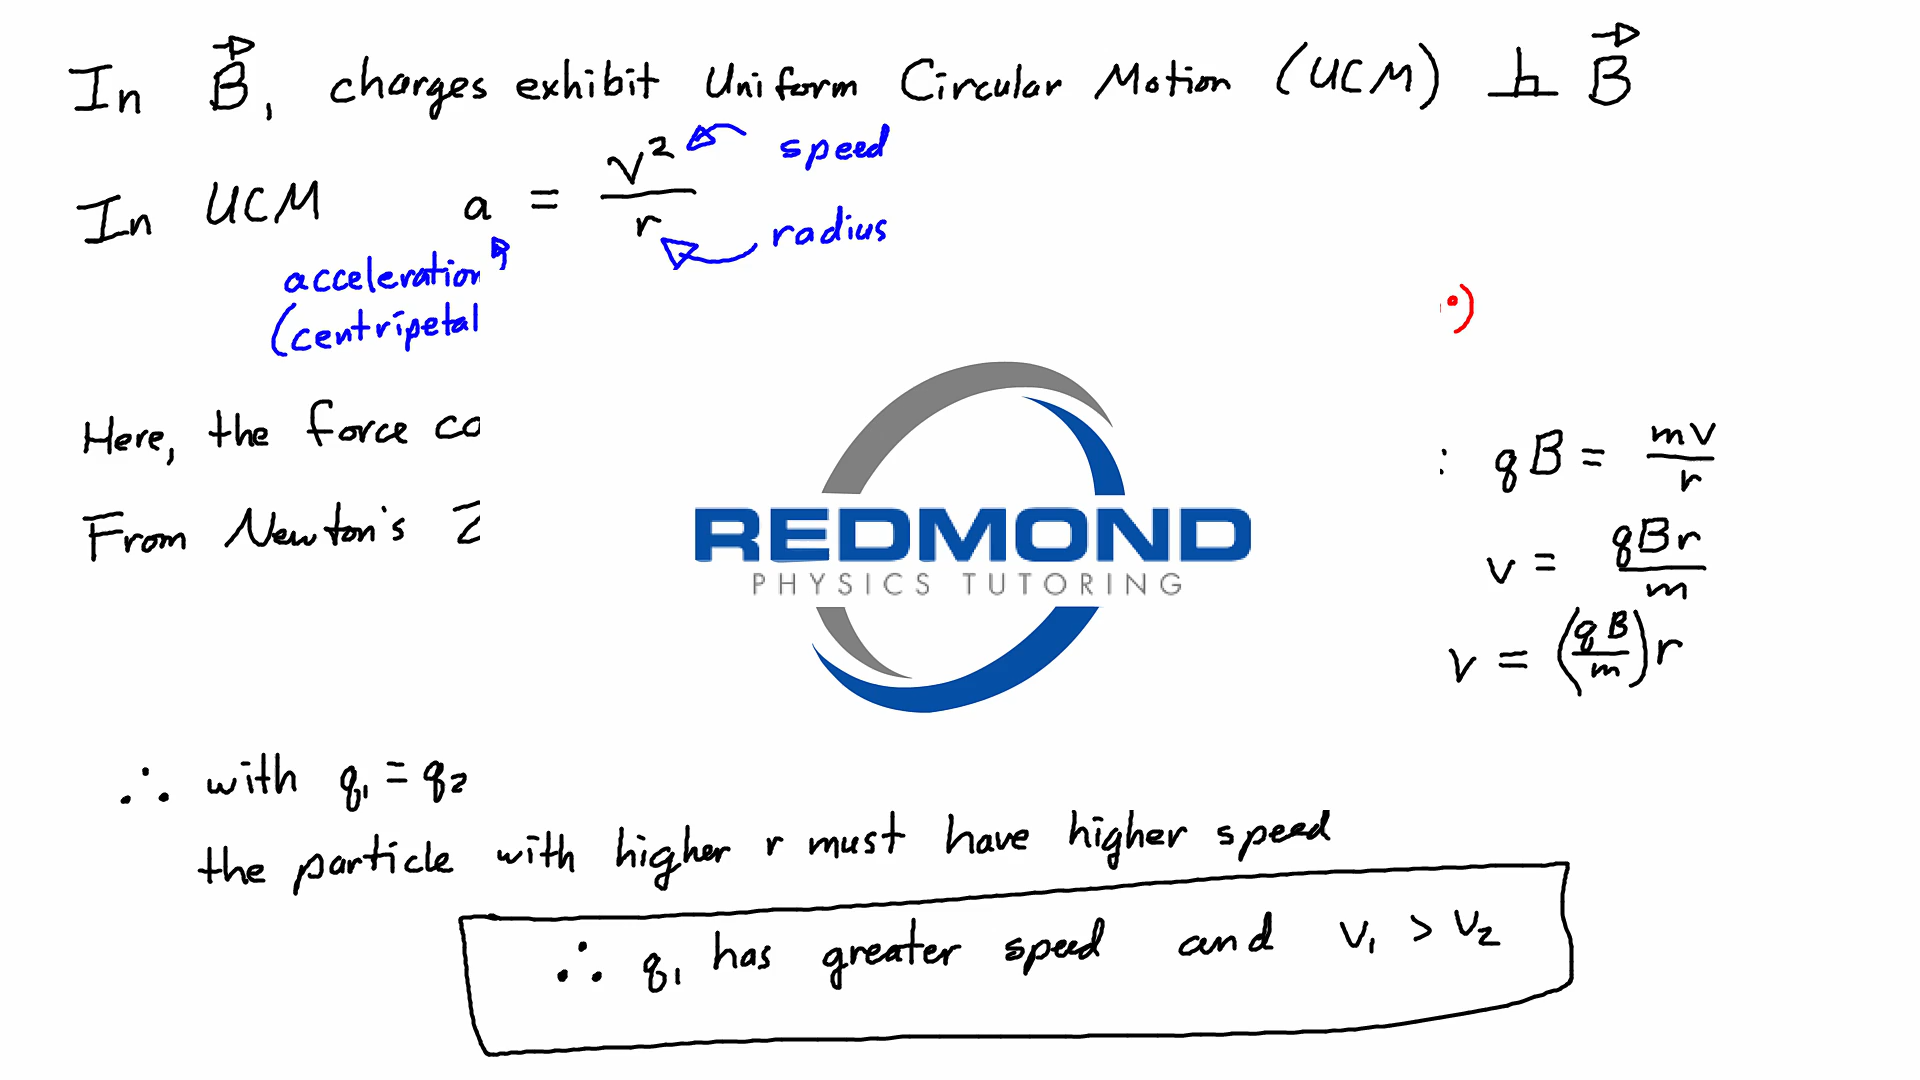 In B⃗, charges exhibit Uniform Circular Motion (UCM) ⊥ B⃗
In UCM a = v²/r
speed
radius
acceleration
(centripetal
Here, the force co
From Newton's 2
REDMOND
PHYSICS TUTORING
: qB = mv/r
v = qBr/m
v = (qB/m)r
∴ with q₁ = q₂
the particle with higher r must have higher speed
∴ q₁ has greater speed and v₁ > v₂